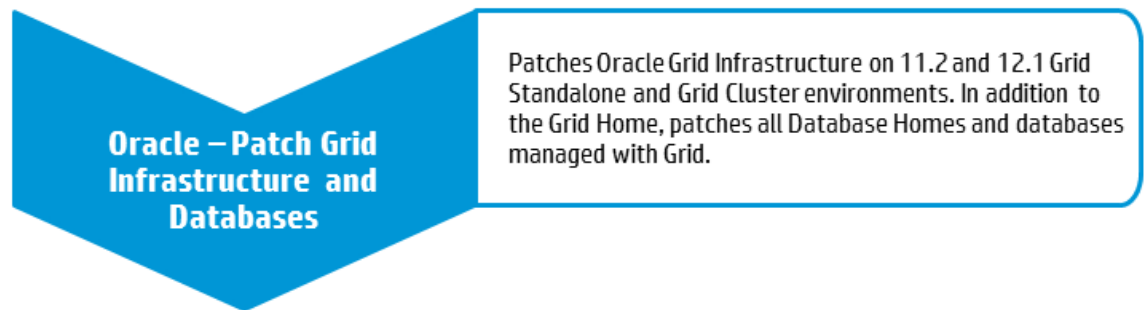 Oracle – Patch Grid
Infrastructure and
Databases
Patches Oracle Grid Infrastructure on 11.2 and 12.1 Grid
Standalone and Grid Cluster environments. In addition to
the Grid Home, patches all Database Homes and databases
managed with Grid.